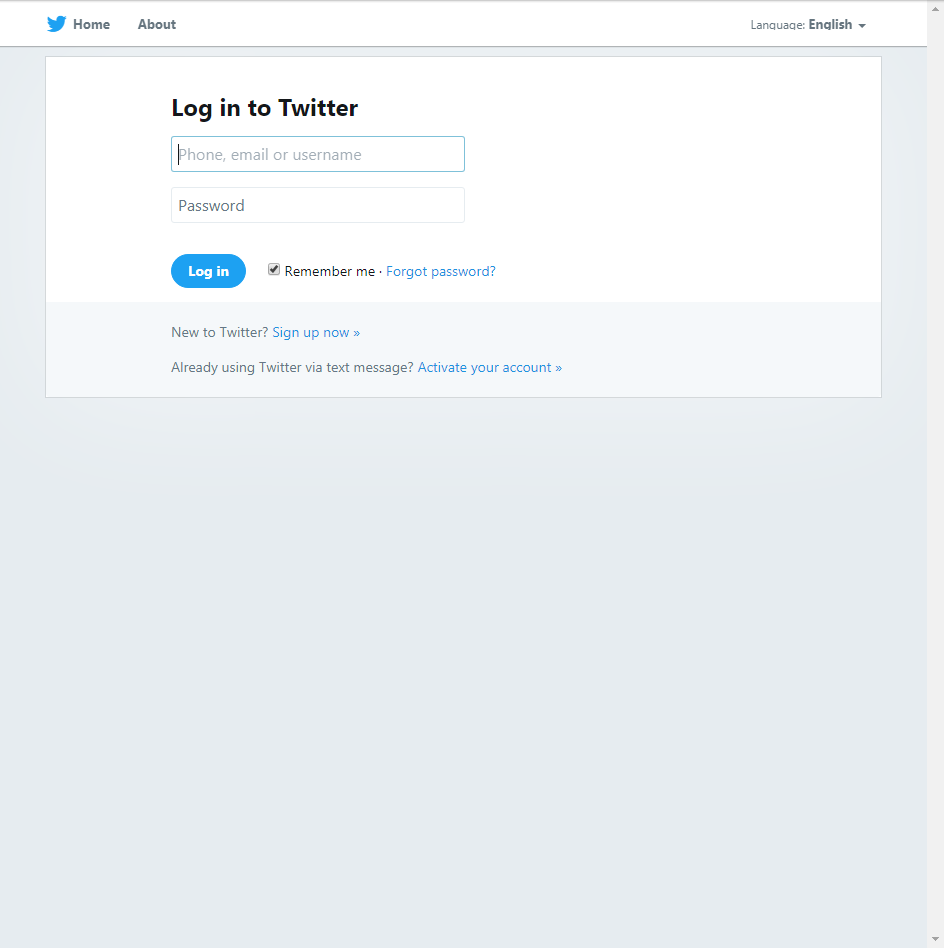 Home About Language: English
Log in to Twitter
Phone, email or username
Password
Log in Remember me · Forgot password?
New to Twitter? Sign up now »
Already using Twitter via text message? Activate your account »